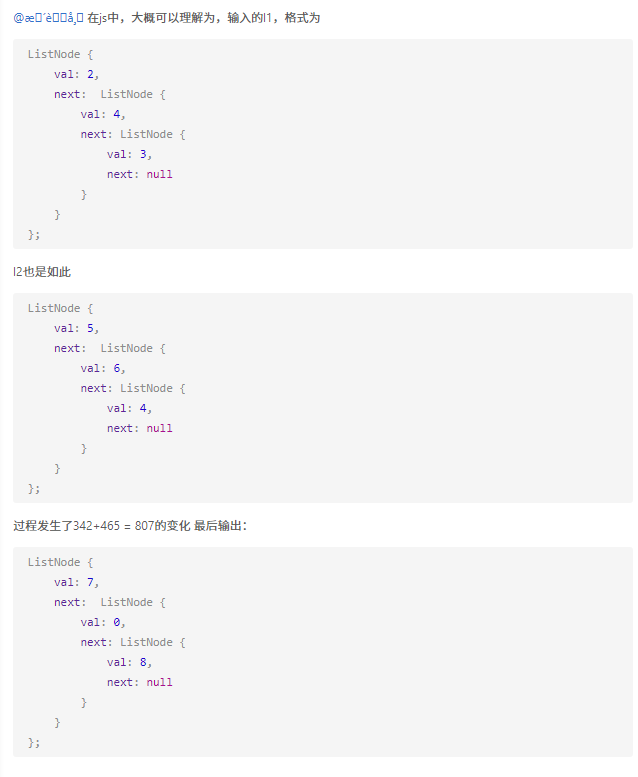 在js中，大概可以理解为，输入的l1，格式为
ListNode {
    val: 2,
    next:  ListNode {
        val: 4,
        next: ListNode {
            val: 3,
            next: null
        }
    }
};
l2也是如此
ListNode {
    val: 5,
    next:  ListNode {
        val: 6,
        next: ListNode {
            val: 4,
            next: null
        }
    }
};
过程发生了342+465 = 807的变化 最后输出：
ListNode {
    val: 7,
    next:  ListNode {
        val: 0,
        next: ListNode {
            val: 8,
            next: null
        }
    }
};